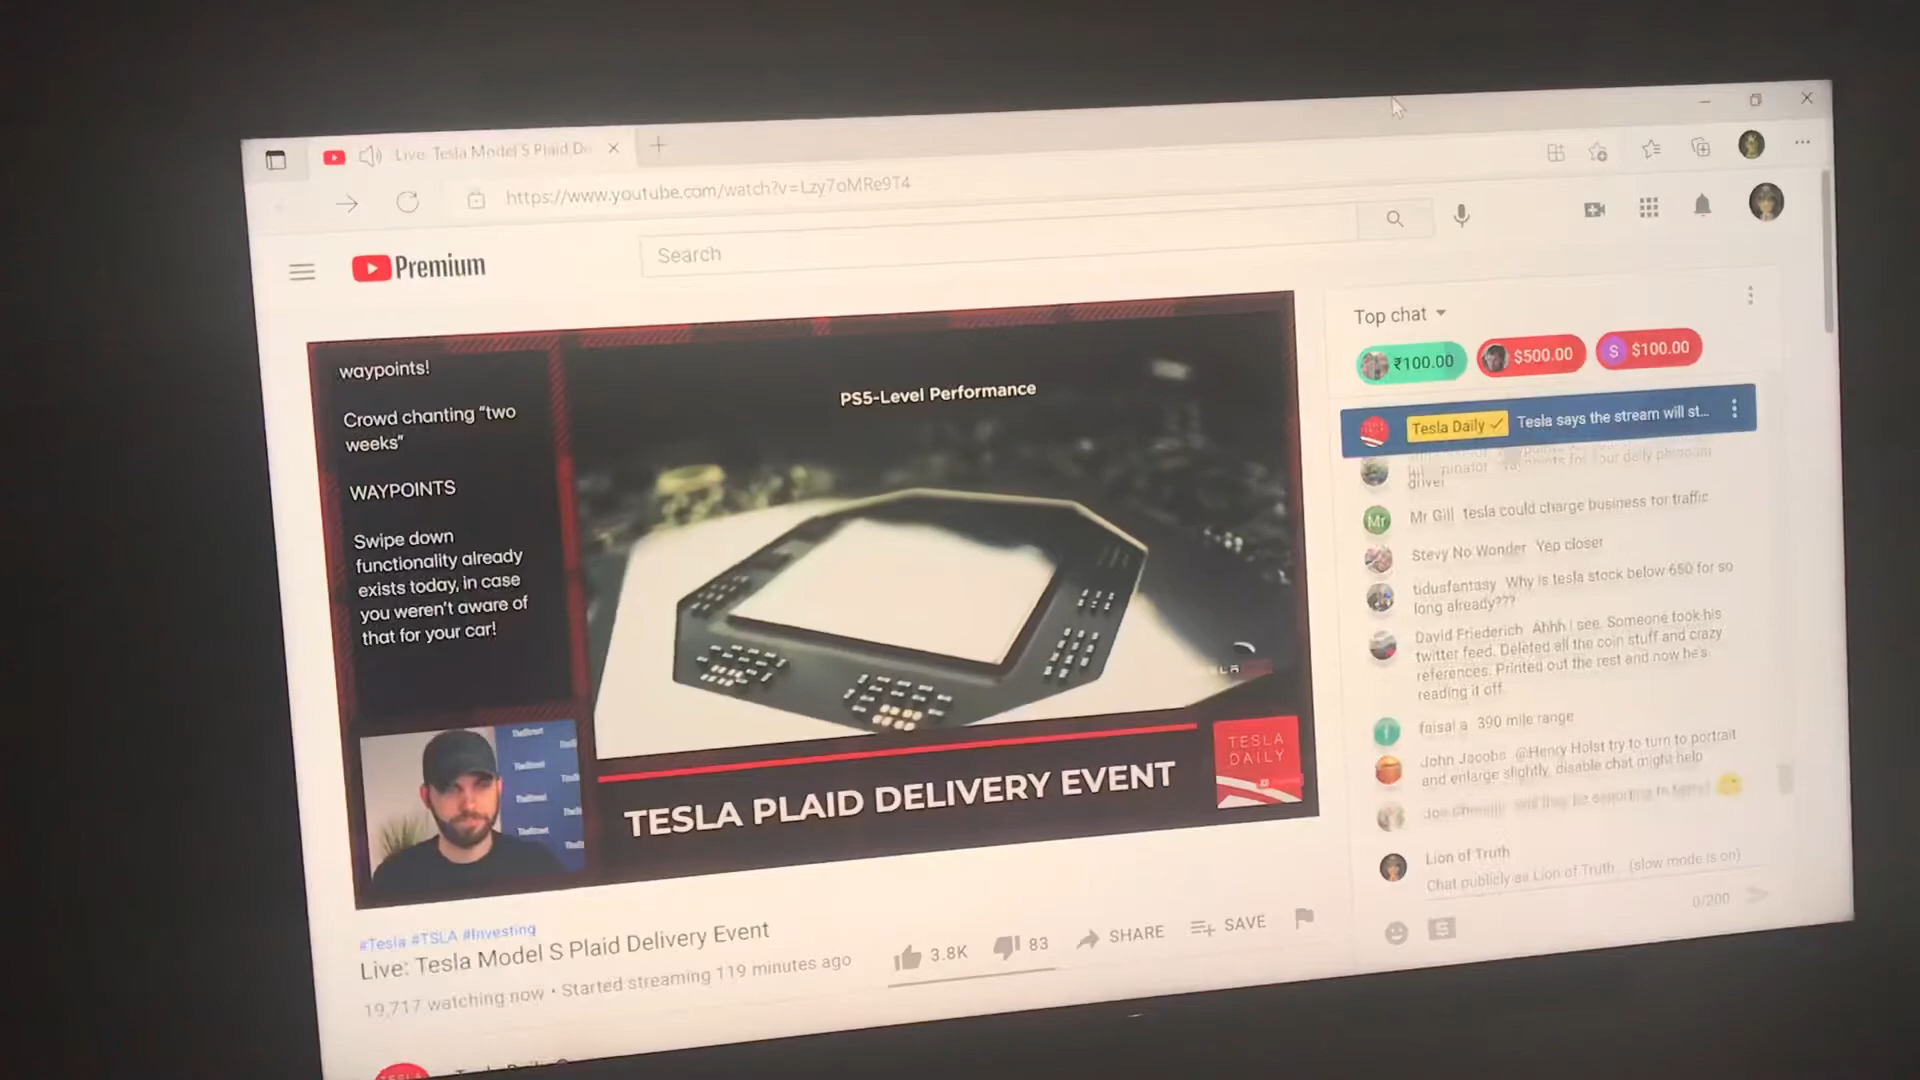 Live: Tesla Model S Plaid De
https://www.youtube.com/watch?v=Lzy7oMRe9T4
Premium
Search
waypoints!
Crowd chanting “two
weeks”
WAYPOINTS
Swipe down
functionality already
exists today, in case
you weren't aware of
that for your car!
PS5-Level Performance
TheStreet
TheStreet
TheStreet
TheStreet
TESLA PLAID DELIVERY EVENT
TESLA
DAILY
#Tesla #TSLA #Investing
Live: Tesla Model S Plaid Delivery Event
19,717 watching now • Started streaming 119 minutes ago
3.8K
83
SHARE
SAVE
Top chat
₹100.00
$500.00
S $100.00
Tesla Daily Tesla says the stream will st...
Mr
Mr Gill tesla could charge business for traffic
Stevy No Wonder Yep closer
tidusfantasy Why is tesla stock below 650 for so
long already???
David Friederich Ahhh I see. Someone took his
twitter feed. Deleted all the coin stuff and crazy
references. Printed out the rest and now he's
reading it off.
faisal a 390 mile range
John Jacobs @Henry Holst try to turn to portrait
and enlarge slightly, disable chat might help
Lion of Truth
Chat publicly as Lion of Truth... (slow mode is on)
0/200